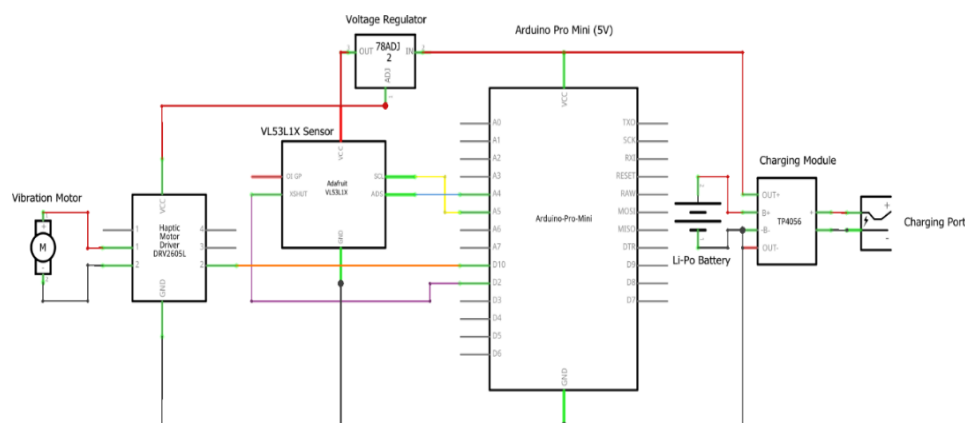 Voltage Regulator
Arduino Pro Mini (5V)
OUT
78ADJ
2
IN
ADJ
VCC
VL53L1X Sensor
VCC
GI GP
XSHUT
Adafruit
VL53L1X
SCL
ADS
GND
Vibration Motor
M
VCC
1
1
2
Haptic
Motor
Driver
DRV2605L
4
3
2
GND
A0
A1
A2
A3
A4
A5
A6
A7
D10
D2
D3
D4
D5
D6
Arduino-Pro-Mini
TXO
SCK
RXI
RESET
RAW
MOSI
MISO
DTR
D9
D8
D7
GND
Li-Po Battery
Charging Module
OUT+
B+
B-
OUT-
TP4056
+
-
+
-
Charging Port